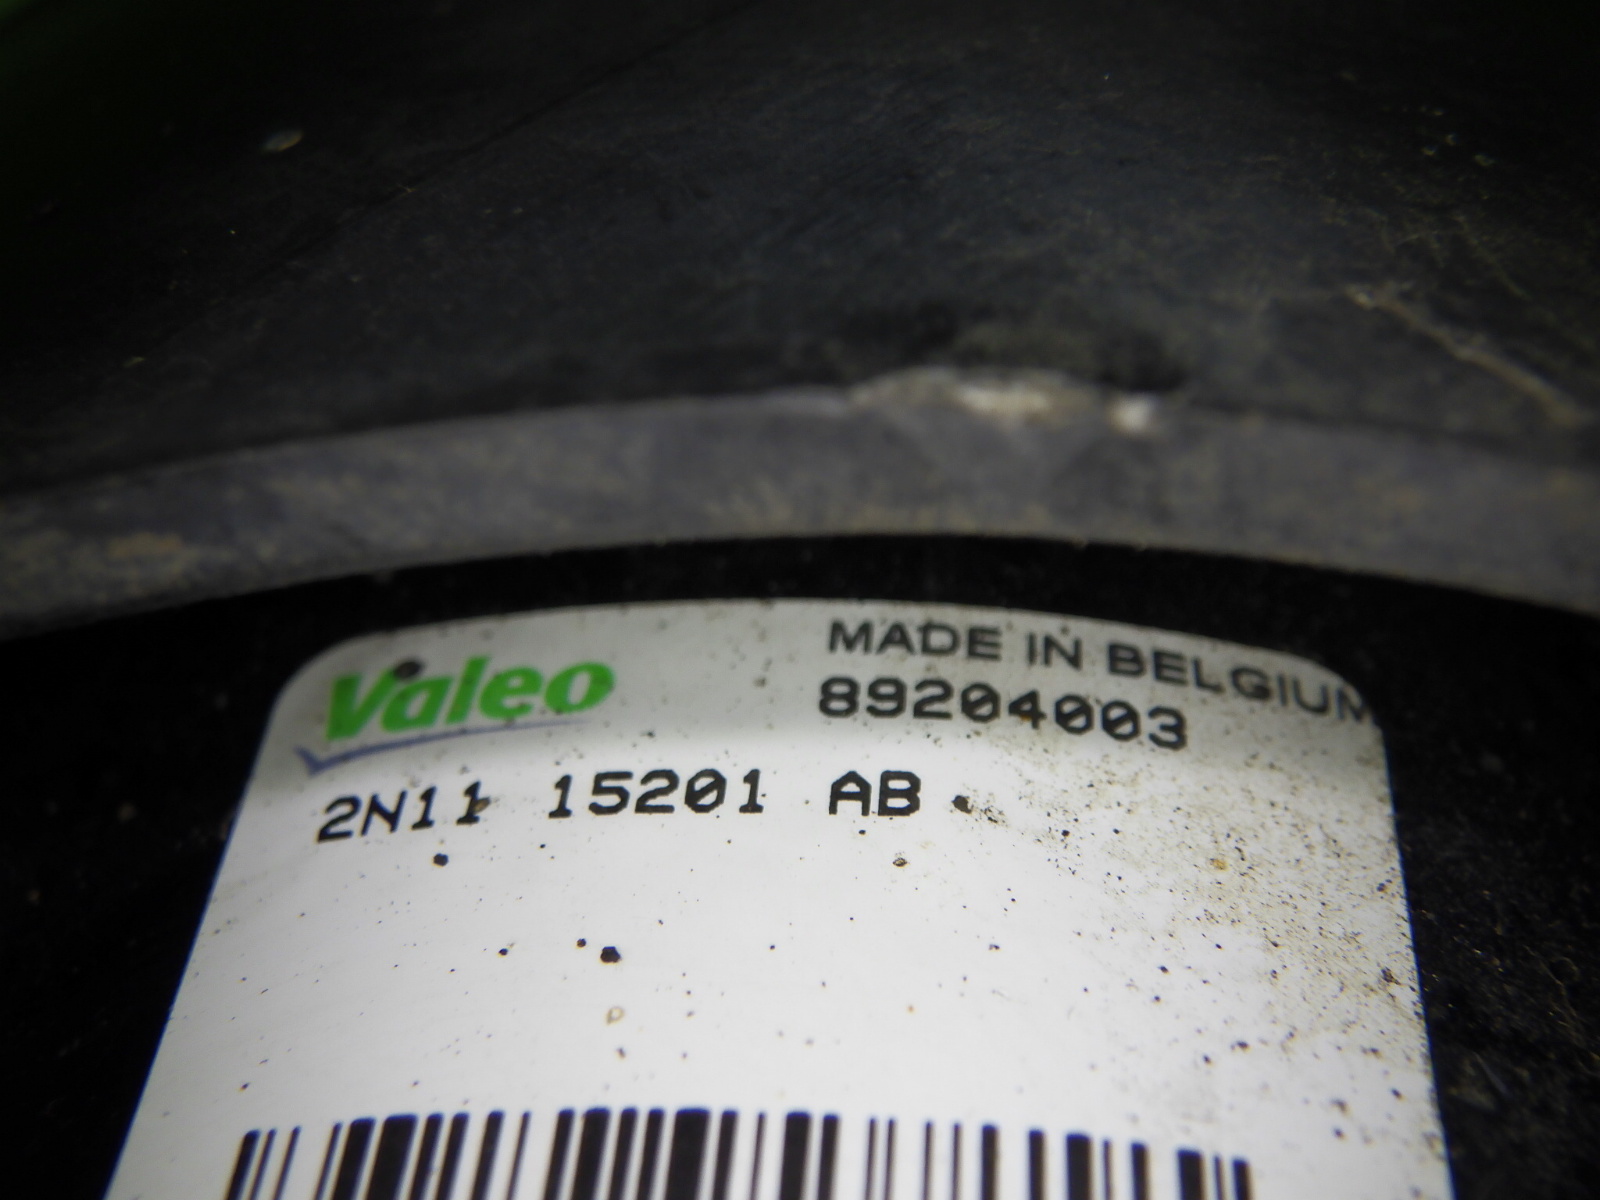 Valeo
MADE IN BELGIUM
89204003
2N11 15201 AB